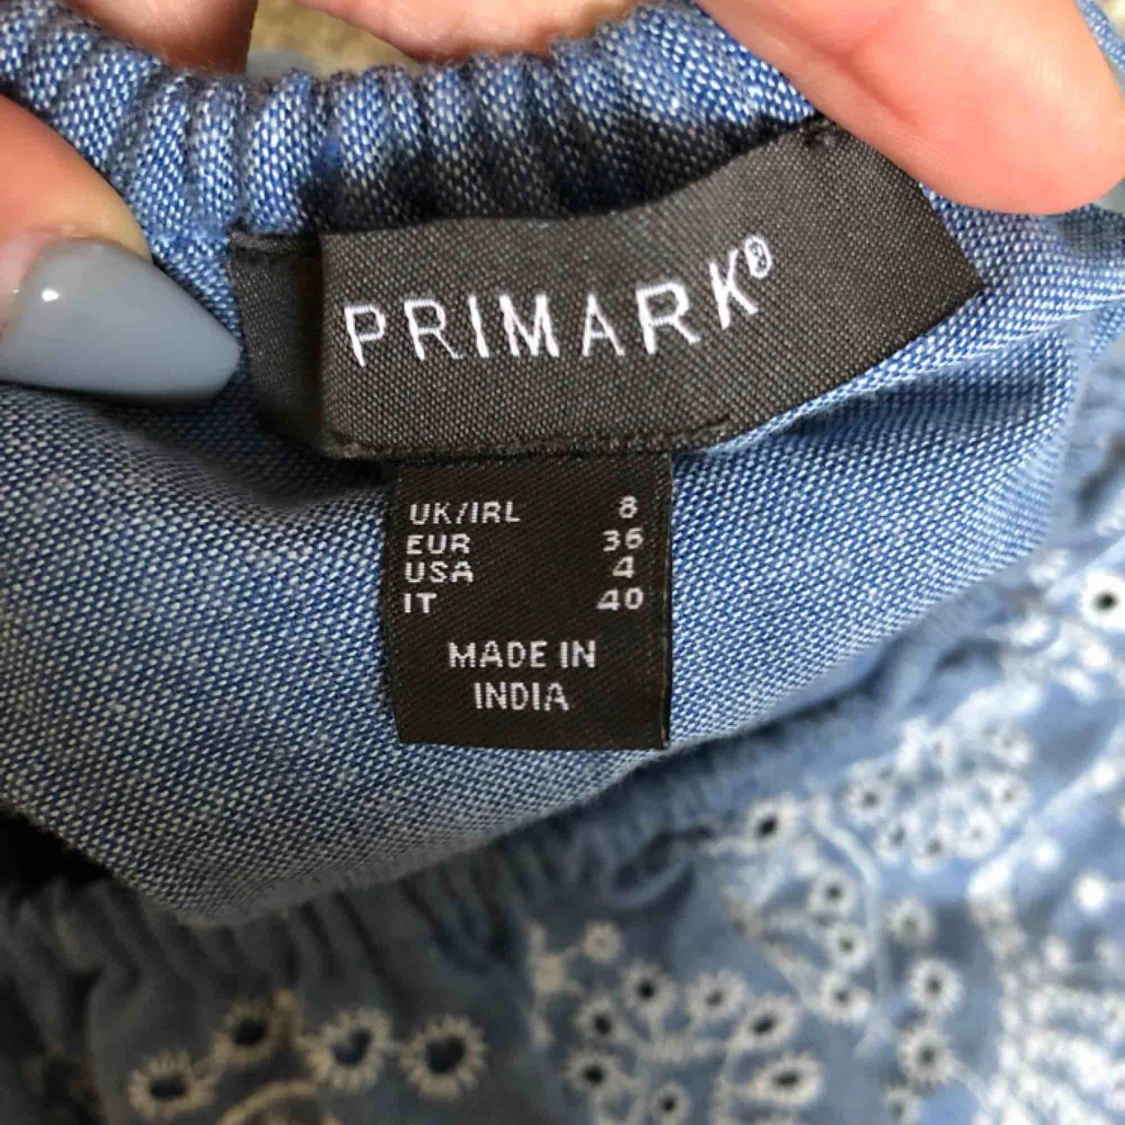 PRIMARK®
UK/IRL 8
EUR 36
USA 4
IT 40
MADE IN
INDIA